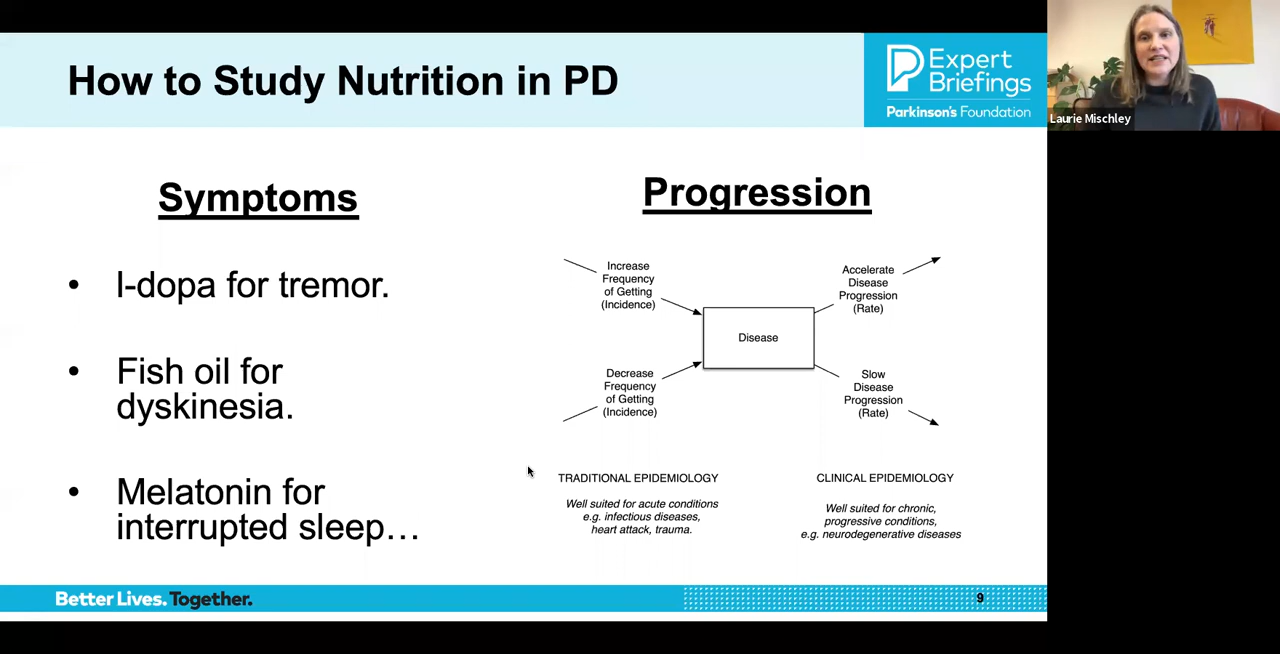 How to Study Nutrition in PD
Expert
Briefings
Parkinson's Foundation
Laurie Mischley
Symptoms
• l-dopa for tremor.
• Fish oil for
dyskinesia.
• Melatonin for
interrupted sleep…
Progression
Increase
Frequency
of Getting
(Incidence)
Decrease
Frequency
of Getting
(Incidence)
Disease
Accelerate
Disease
Progression
(Rate)
Slow
Disease
Progression
(Rate)
TRADITIONAL EPIDEMIOLOGY
Well suited for acute conditions
e.g. infectious diseases,
heart attack, trauma.
CLINICAL EPIDEMIOLOGY
Well suited for chronic,
progressive conditions,
e.g. neurodegenerative diseases
Better Lives. Together.
9